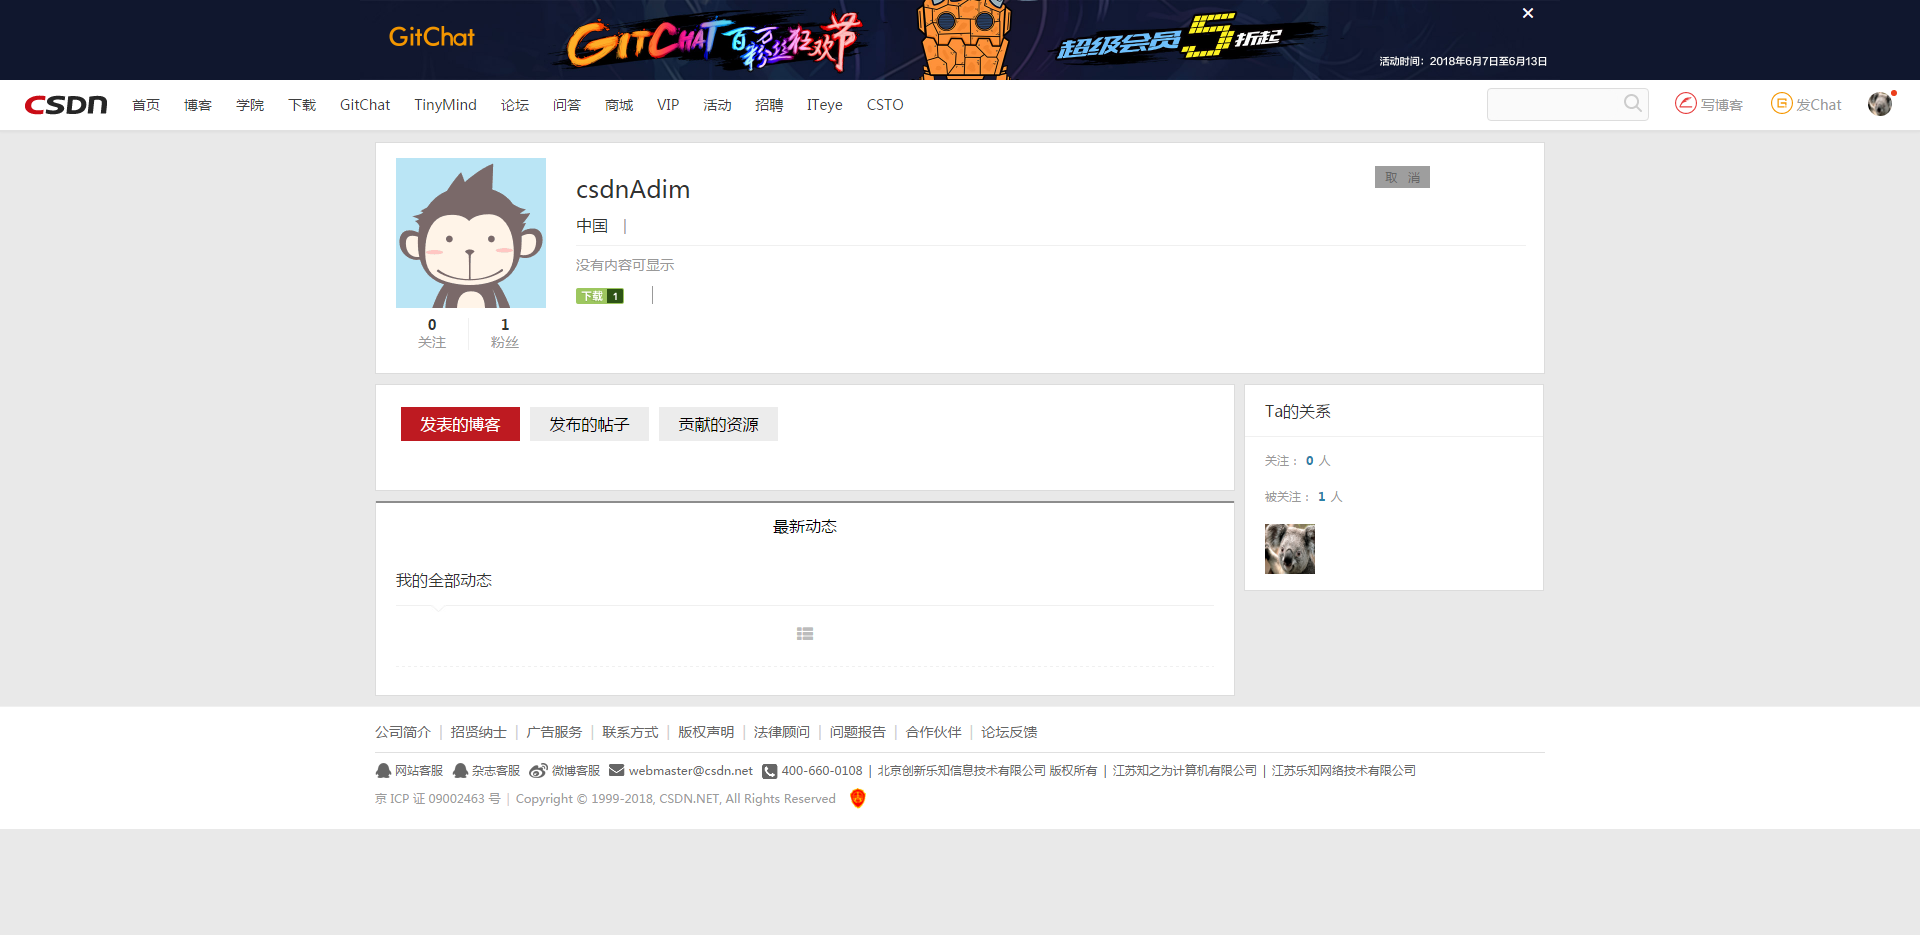 GitChat
GITCHAT百万粉丝狂欢节
超级会员5折起
活动时间：2018年6月7日至6月13日
CSDN 首页 博客 学院 下载 GitChat TinyMind 论坛 问答 商城 VIP 活动 招聘 ITeye CSTO 写博客 发Chat
csdnAdim
取 消
中国 |
没有内容可显示
下载 1 |
0 1
关注 粉丝
发表的博客 发布的帖子 贡献的资源
Ta的关系
关注： 0 人
被关注： 1 人
最新动态
我的全部动态
公司简介 | 招贤纳士 | 广告服务 | 联系方式 | 版权声明 | 法律顾问 | 问题报告 | 合作伙伴 | 论坛反馈
网站客服 杂志客服 微博客服 webmaster@csdn.net 400-660-0108 | 北京创新乐知信息技术有限公司 版权所有 | 江苏知之为计算机有限公司 | 江苏乐知网络技术有限公司
京 ICP 证 09002463 号 | Copyright © 1999-2018, CSDN.NET, All Rights Reserved